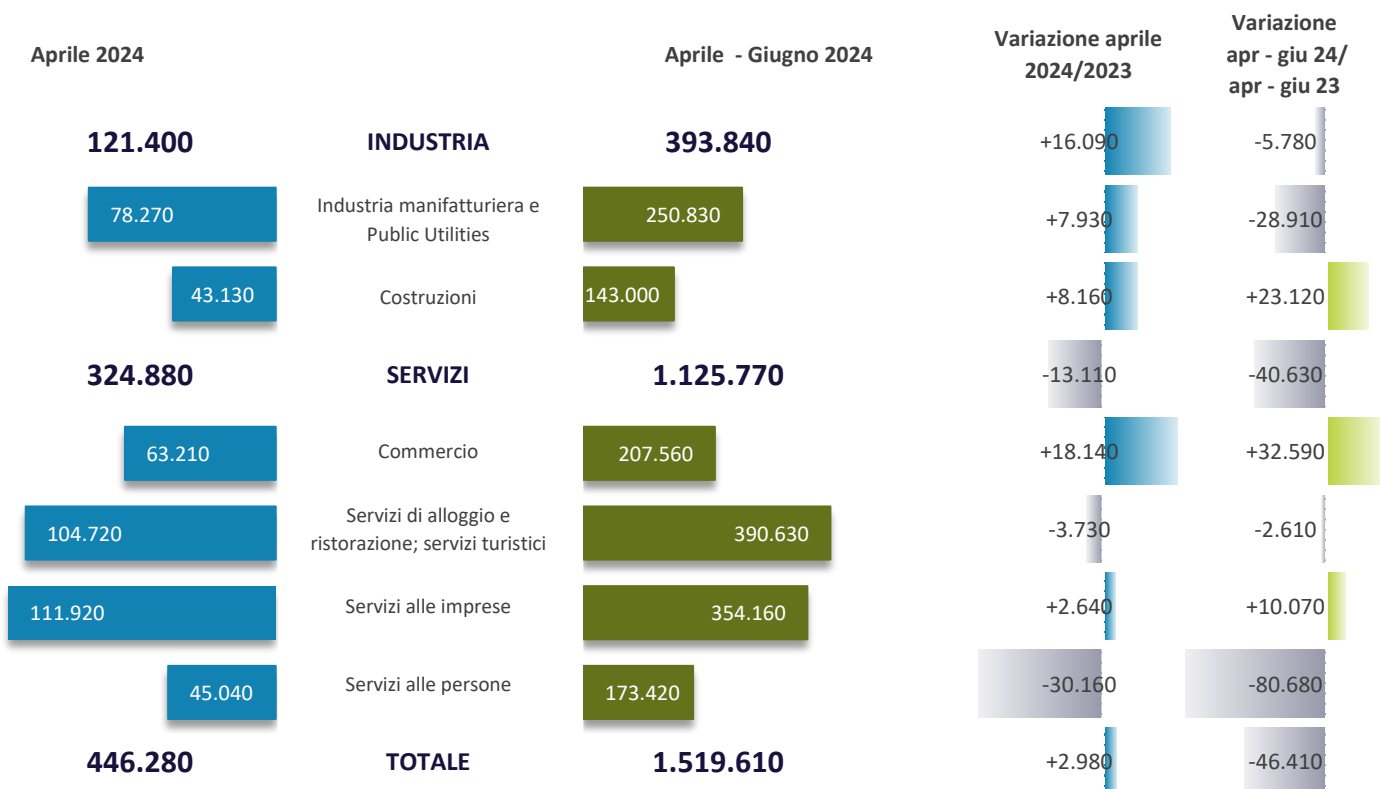 Aprile 2024
Aprile - Giugno 2024
Variazione aprile
2024/2023
Variazione
apr - giu 24/
apr - giu 23
121.400 INDUSTRIA 393.840 +16.090 -5.780
78.270 Industria manifatturiera e
Public Utilities 250.830 +7.930 -28.910
43.130 Costruzioni 143.000 +8.160 +23.120
324.880 SERVIZI 1.125.770 -13.110 -40.630
63.210 Commercio 207.560 +18.140 +32.590
104.720 Servizi di alloggio e
ristorazione; servizi turistici 390.630 -3.730 -2.610
111.920 Servizi alle imprese 354.160 +2.640 +10.070
45.040 Servizi alle persone 173.420 -30.160 -80.680
446.280 TOTALE 1.519.610 +2.980 -46.410